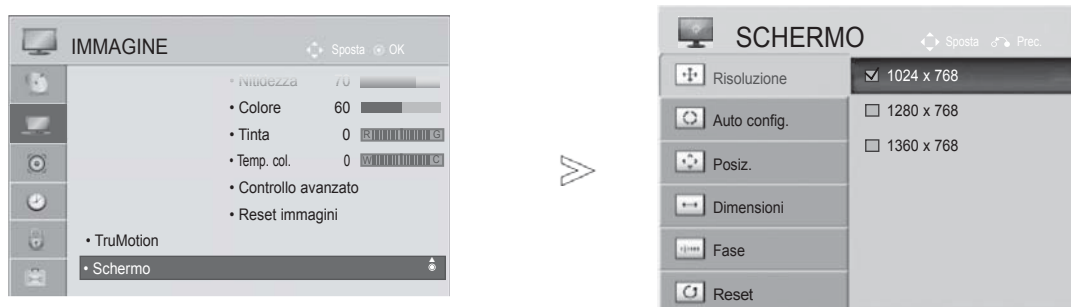 IMMAGINE
Sposta OK
• Nitidezza 70
• Colore 60
• Tinta 0 R G
• Temp. col. 0 W C
• Controllo avanzato
• Reset immagini
• TruMotion
• Schermo
SCHERMO
Sposta Prec.
Risoluzione
Auto config.
Posiz.
Dimensioni
Fase
Reset
1024 x 768
1280 x 768
1360 x 768